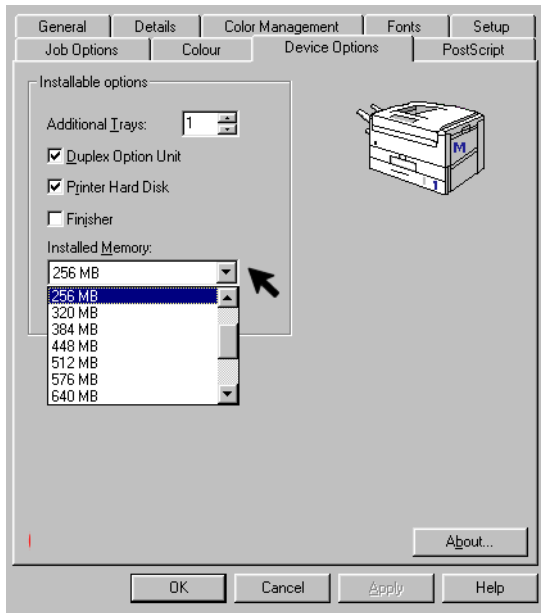 General Details Color Management Fonts Setup
Job Options Colour Device Options PostScript
Installable options
Additional Trays: 1
Duplex Option Unit
Printer Hard Disk
Finisher
Installed Memory:
256 MB
256 MB
320 MB
384 MB
448 MB
512 MB
576 MB
640 MB
M
1
About...
OK Cancel Apply Help